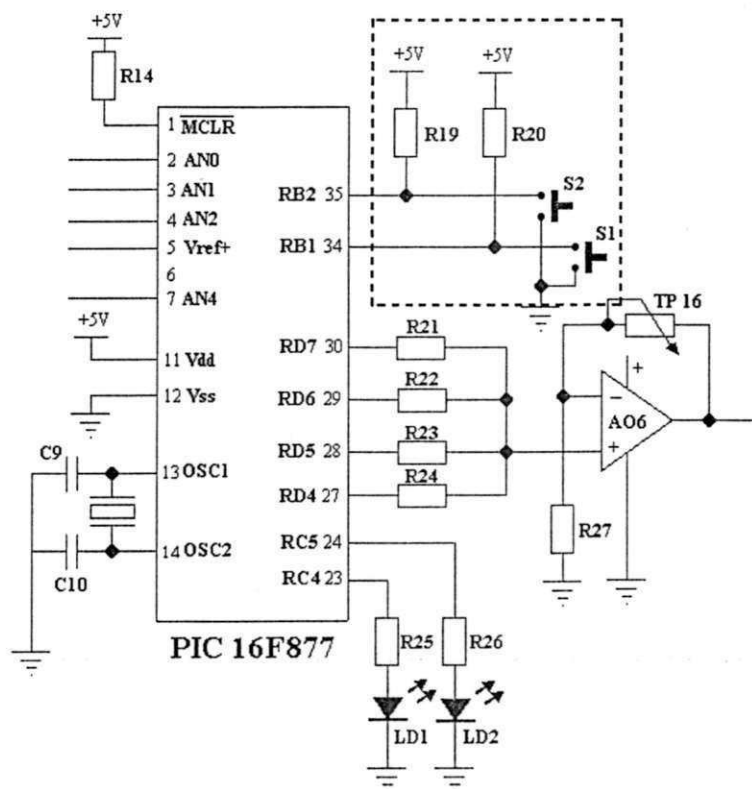 +5V
R14
+5V
+5V
R19
R20
1 MCLR
2 AN0
3 AN1
4 AN2
5 Vref+
6
7 AN4
RB2 35
S2
RB1 34
S1
TP 16
+5V
11 Vdd
12 Vss
RD7 30
R21
RD6 29
R22
RD5 28
R23
RD4 27
R24
+
−
AO6
+
C9
13 OSC1
14 OSC2
C10
RC5 24
RC4 23
R27
R25
R26
PIC 16F877
LD1
LD2